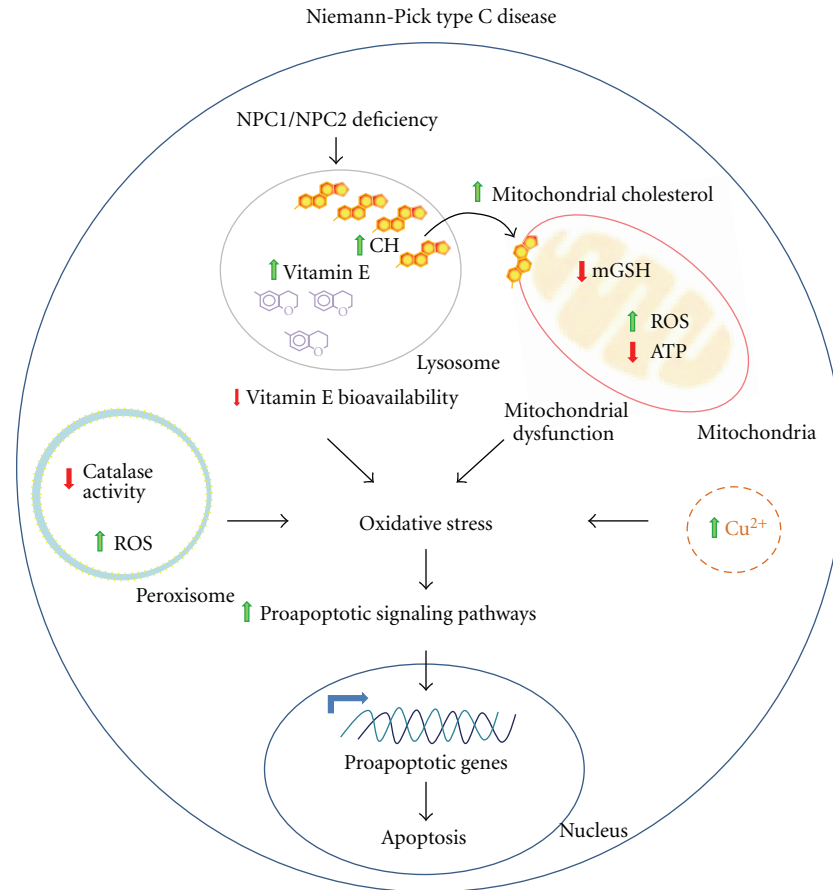 Niemann-Pick type C disease
NPC1/NPC2 deficiency
Mitochondrial cholesterol
CH
Vitamin E
O
O
O
Lysosome
mGSH
ROS
ATP
Vitamin E bioavailability
Mitochondrial
dysfunction
Mitochondria
Catalase
activity
ROS
Peroxisome
Oxidative stress
Cu²⁺
Proapoptotic signaling pathways
Proapoptotic genes
Apoptosis
Nucleus